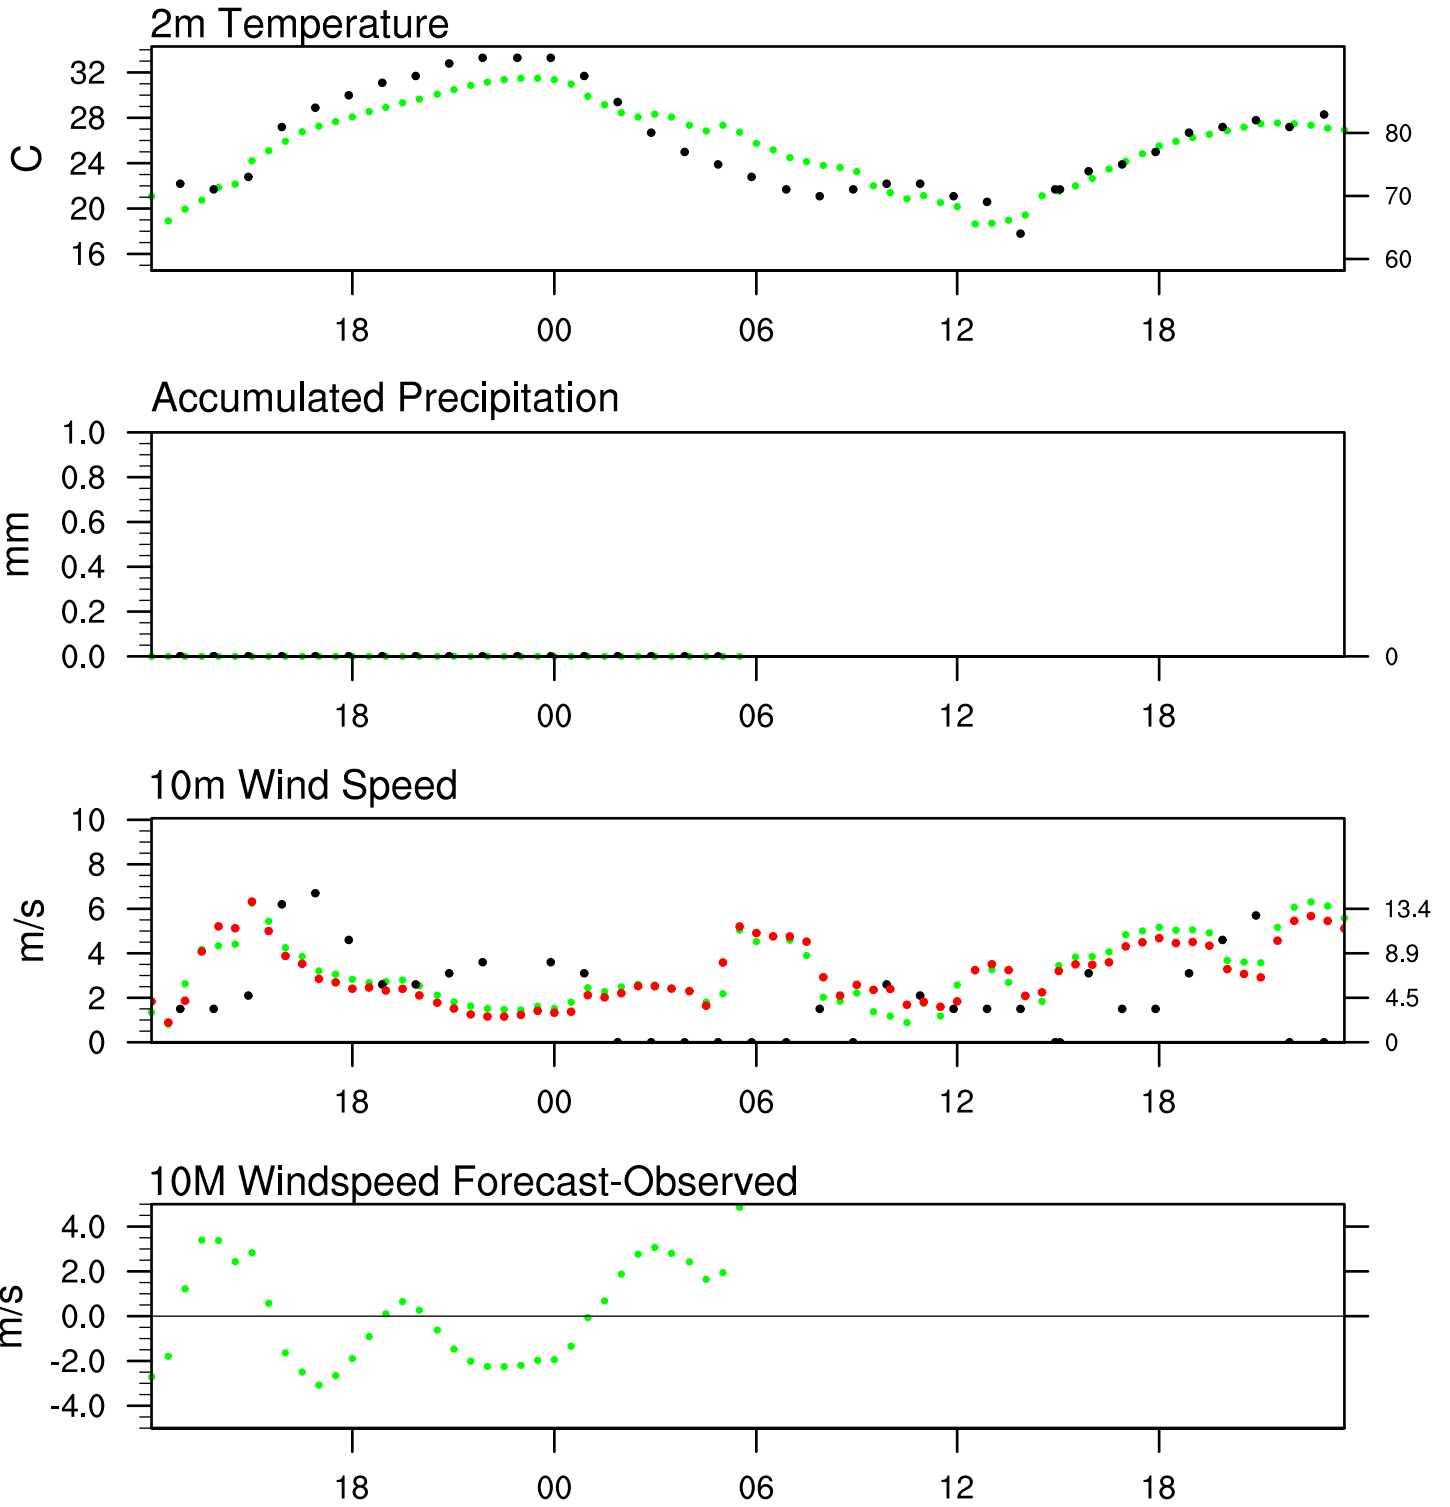 2m Temperature
32
28
24
20
16
C
80
70
60
18 00 06 12 18
Accumulated Precipitation
1.0
0.8
0.6
0.4
0.2
0.0
mm
0
18 00 06 12 18
10m Wind Speed
10
8
6
4
2
0
m/s
13.4
8.9
4.5
0
18 00 06 12 18
10M Windspeed Forecast-Observed
4.0
2.0
0.0
-2.0
-4.0
m/s
18 00 06 12 18